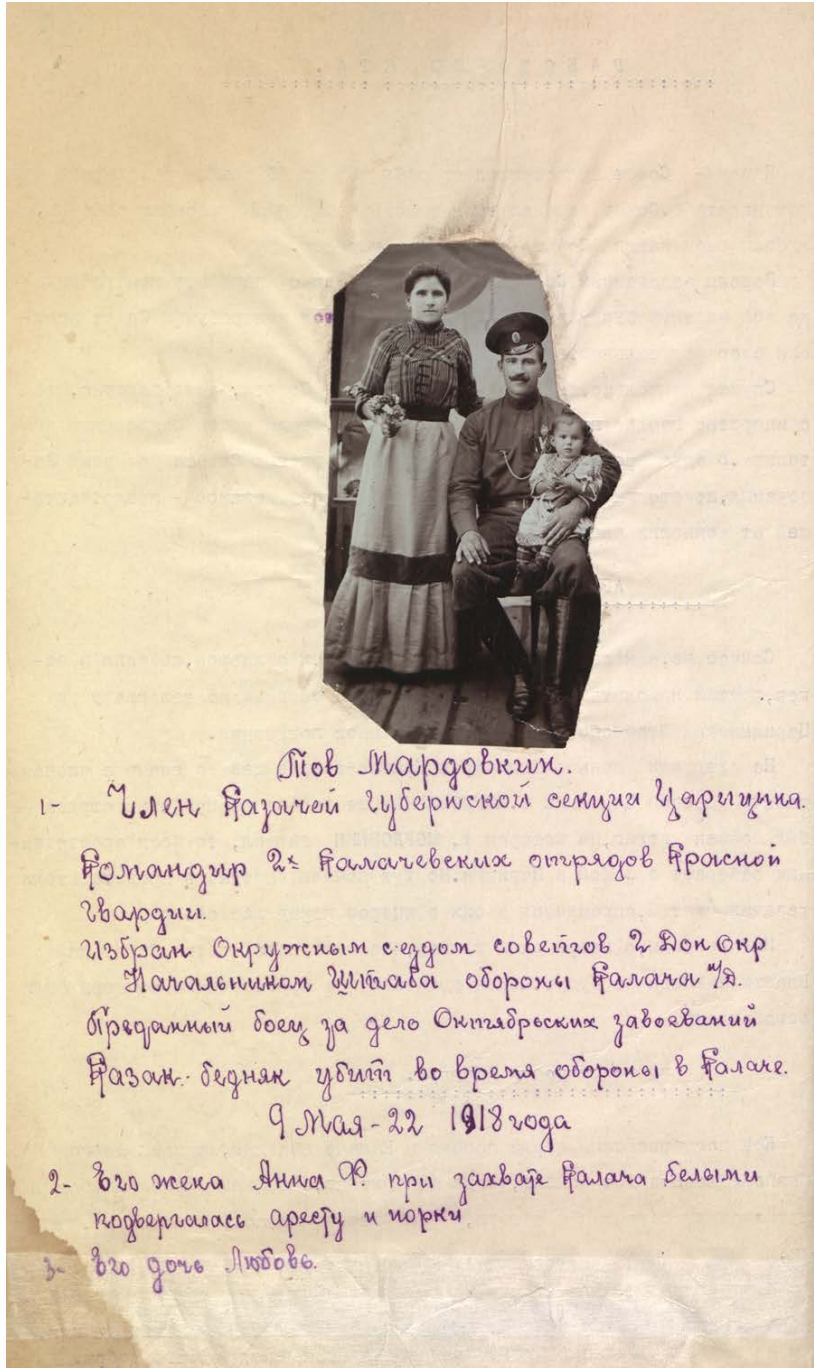 Тов Мардовкин.
1- Член Казачей Губернской секции Царицина.
Командир 2х Калачевских отрядов Красной
Гвардии.
Избран Окружным сездом советов 2 Дон Окр
Начальником Штаба обороны Калача н/Д.
Преданный боец за дело Октябрьских завоеваний
Казак-бедняк убит во время обороны в Калаче.
9 Мая-22 1918 года
2- Его жена Анна Ф. при захвате Калача белыми
подвергалась аресту и порки
3- Его дочь Любовь.